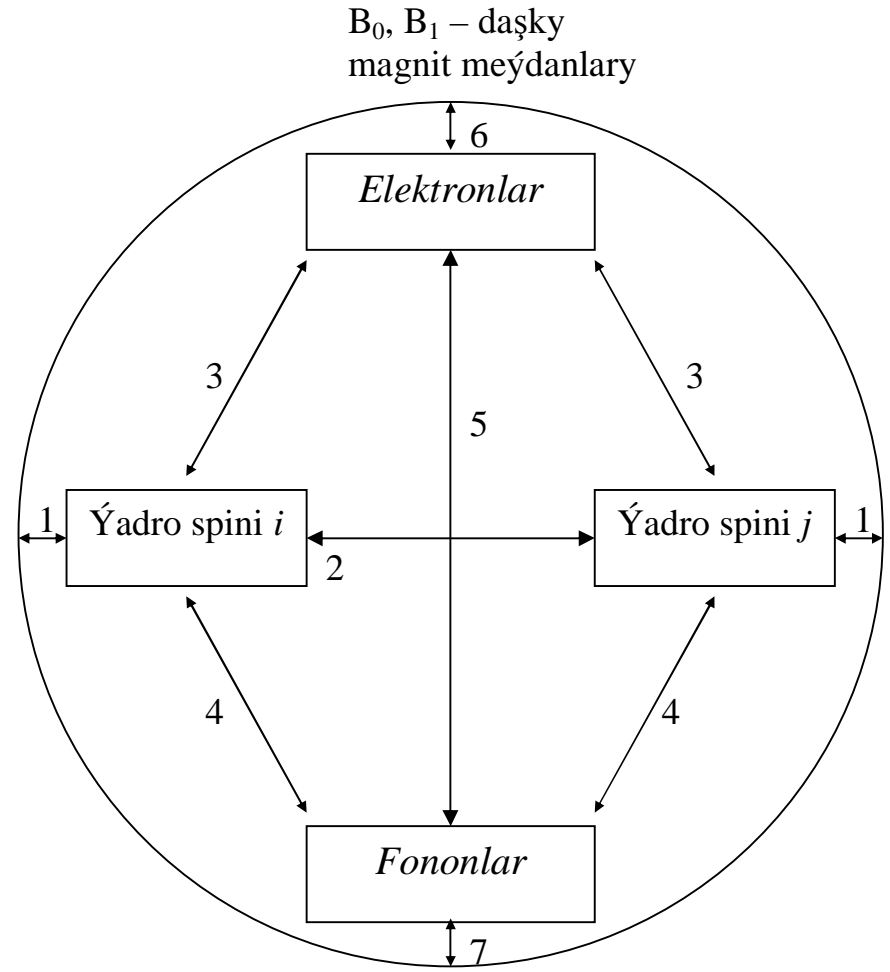 B₀, B₁ – daşky
magnit meýdanlary
6
Elektronlar
3
3
5
1
Ýadro spini i
Ýadro spini j
1
2
4
4
Fononlar
7